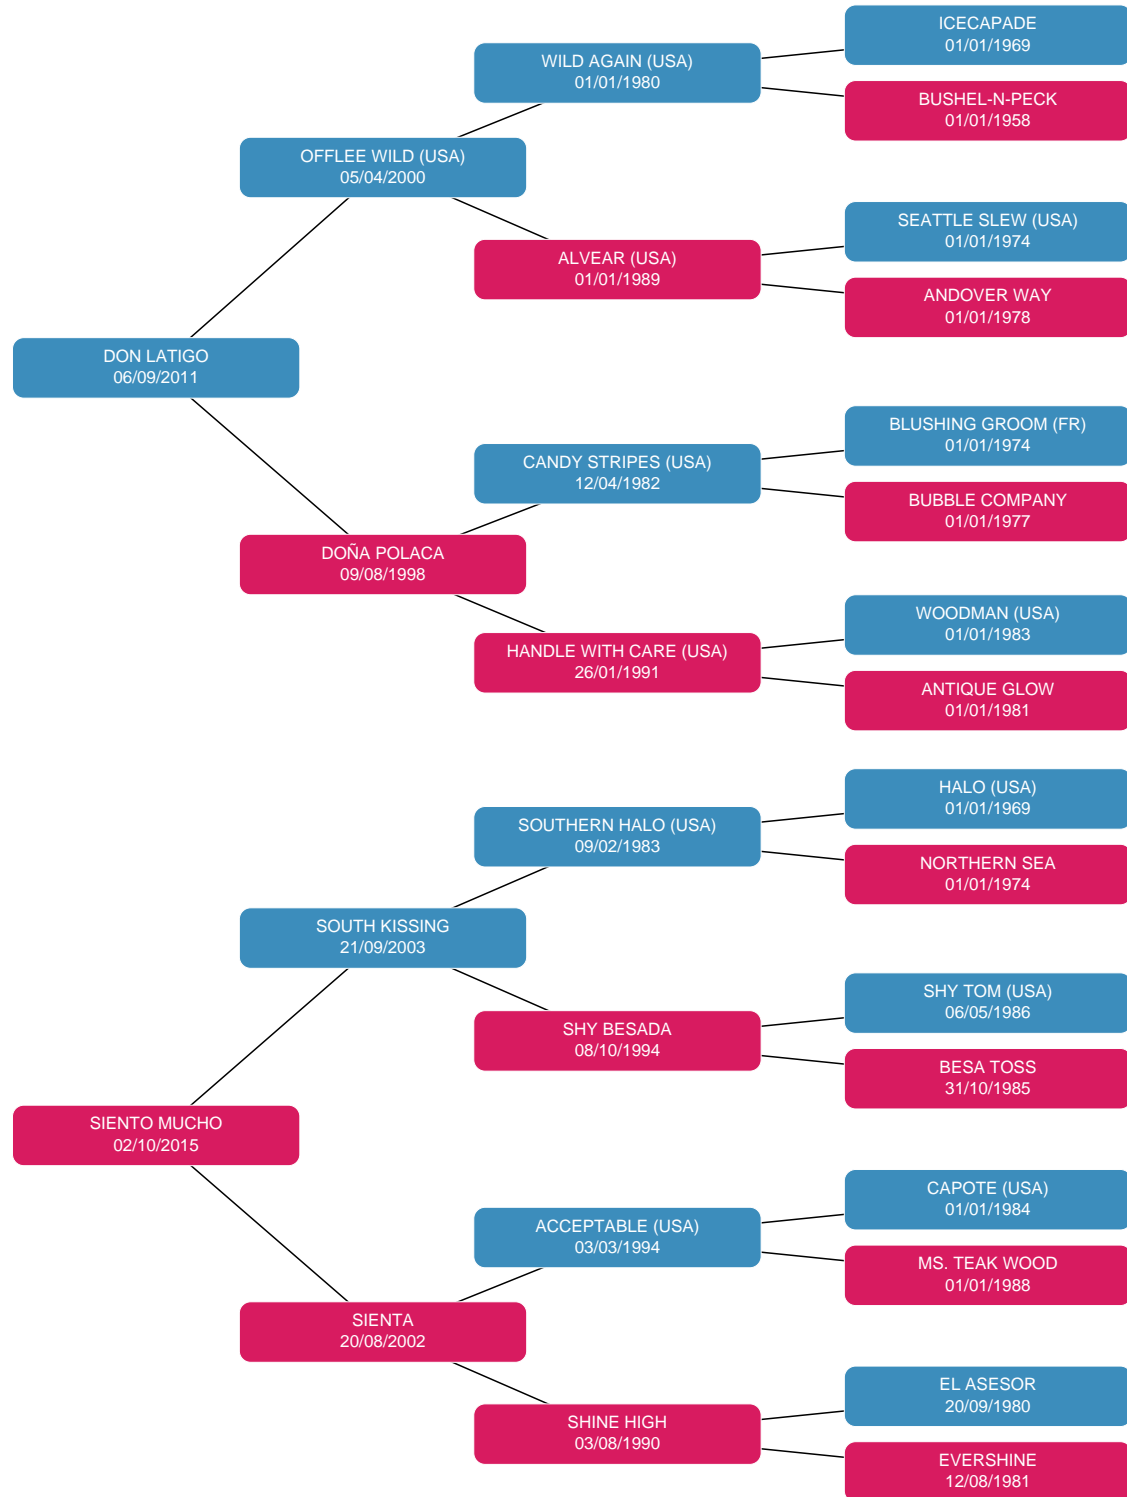 ICECAPADE
01/01/1969
WILD AGAIN (USA)
01/01/1980
BUSHEL-N-PECK
01/01/1958
OFFLEE WILD (USA)
05/04/2000
SEATTLE SLEW (USA)
01/01/1974
ALVEAR (USA)
01/01/1989
ANDOVER WAY
01/01/1978
DON LATIGO
06/09/2011
BLUSHING GROOM (FR)
01/01/1974
CANDY STRIPES (USA)
12/04/1982
BUBBLE COMPANY
01/01/1977
DOÑA POLACA
09/08/1998
WOODMAN (USA)
01/01/1983
HANDLE WITH CARE (USA)
26/01/1991
ANTIQUE GLOW
01/01/1981
HALO (USA)
01/01/1969
SOUTHERN HALO (USA)
09/02/1983
NORTHERN SEA
01/01/1974
SOUTH KISSING
21/09/2003
SHY TOM (USA)
06/05/1986
SHY BESADA
08/10/1994
BESA TOSS
31/10/1985
SIENTO MUCHO
02/10/2015
CAPOTE (USA)
01/01/1984
ACCEPTABLE (USA)
03/03/1994
MS. TEAK WOOD
01/01/1988
SIENTA
20/08/2002
EL ASESOR
20/09/1980
SHINE HIGH
03/08/1990
EVERSHINE
12/08/1981